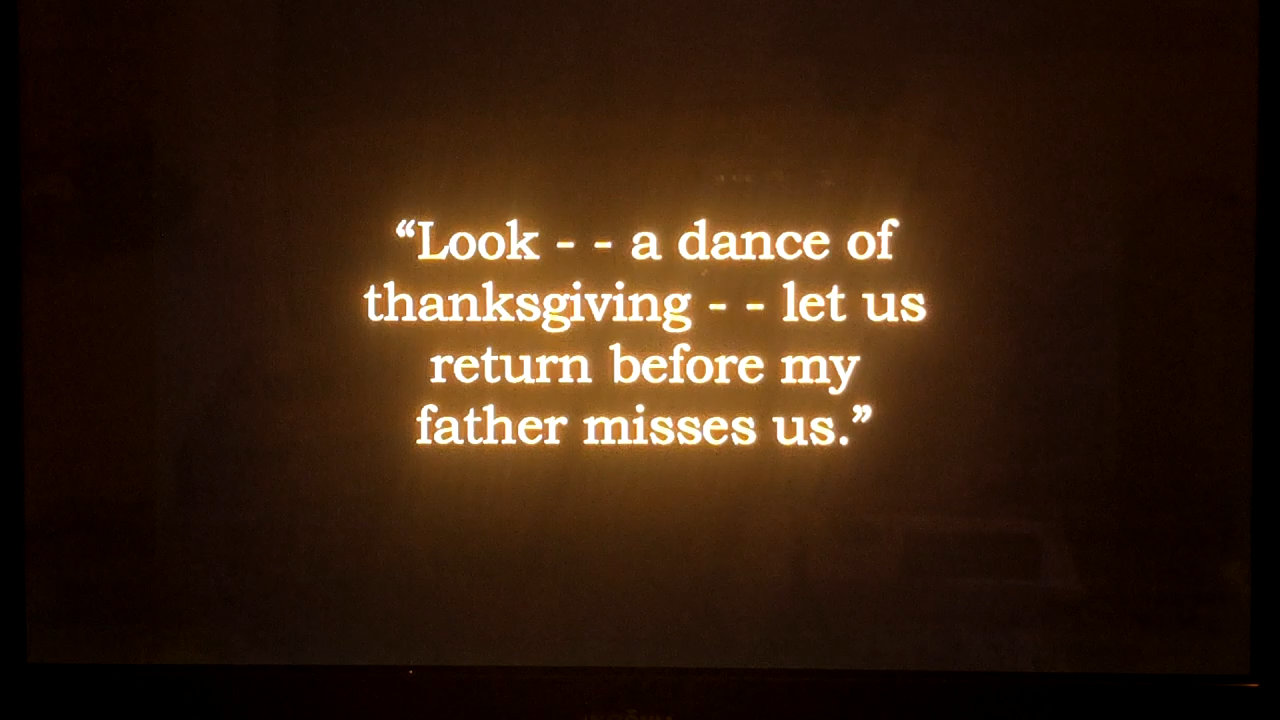 “Look - - a dance of
thanksgiving - - let us
return before my
father misses us.”